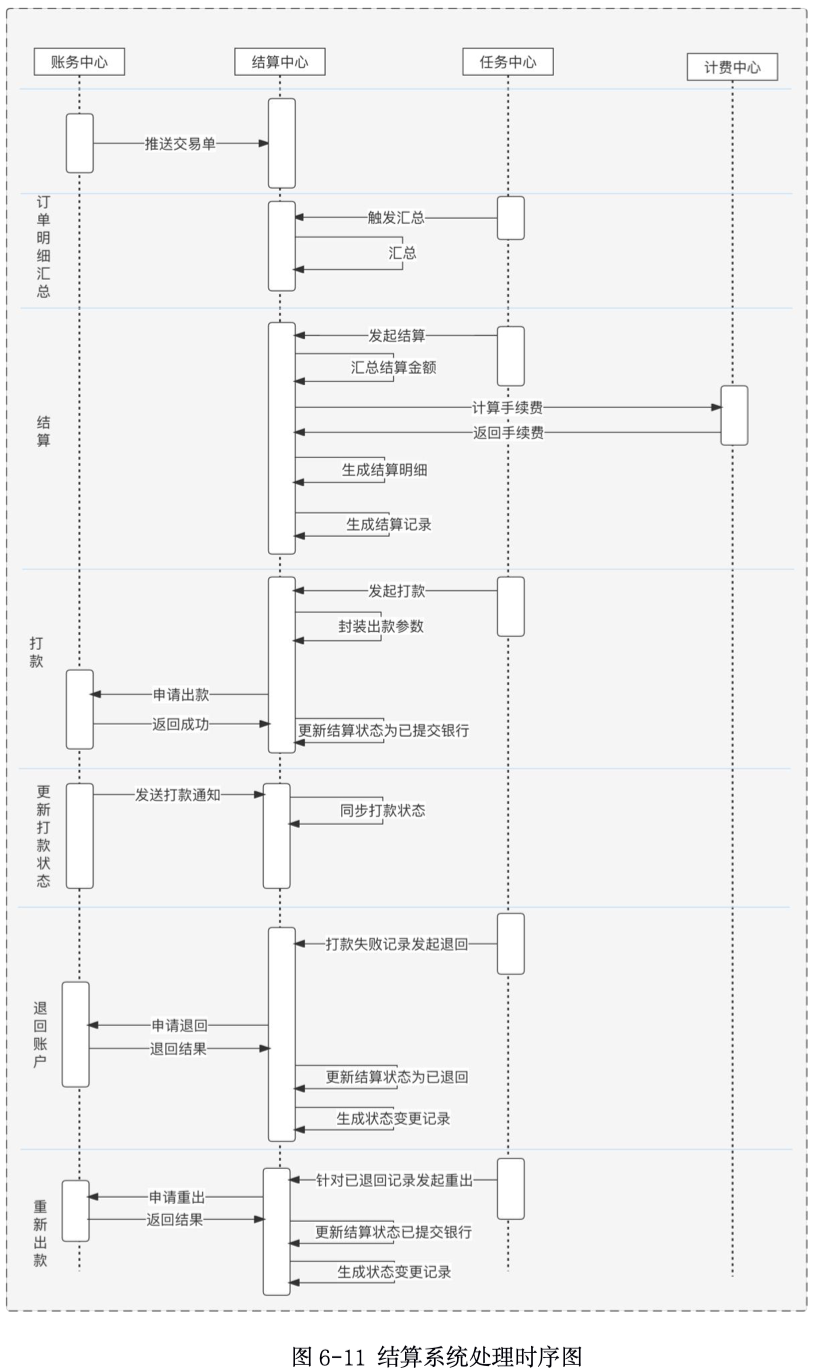 账务中心
结算中心
任务中心
计费中心
推送交易单
订单明细汇总
触发汇总
汇总
结算
发起结算
汇总结算金额
计算手续费
返回手续费
生成结算明细
生成结算记录
打款
发起打款
封装出款参数
申请出款
返回成功
更新结算状态为已提交银行
更新打款状态
发送打款通知
同步打款状态
退回账户
打款失败记录发起退回
申请退回
退回结果
更新结算状态为已退回
生成状态变更记录
重新出款
针对已退回记录发起重出
申请重出
返回结果
更新结算状态已提交银行
生成状态变更记录
图 6-11 结算系统处理时序图